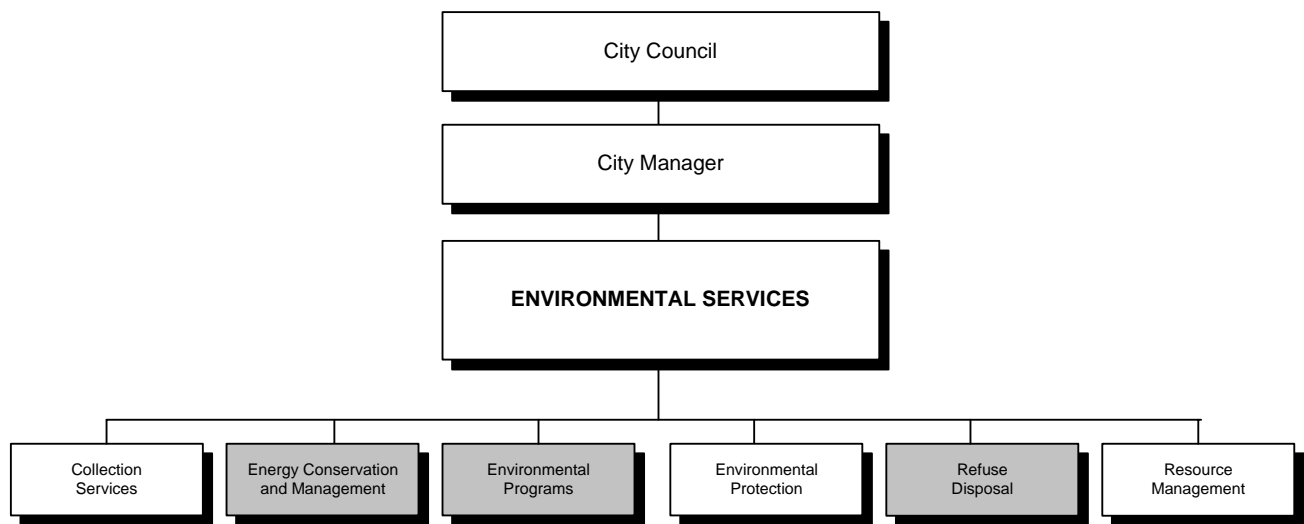 City Council
City Manager
ENVIRONMENTAL SERVICES
Collection
Services
Energy Conservation
and Management
Environmental
Programs
Environmental
Protection
Refuse
Disposal
Resource
Management